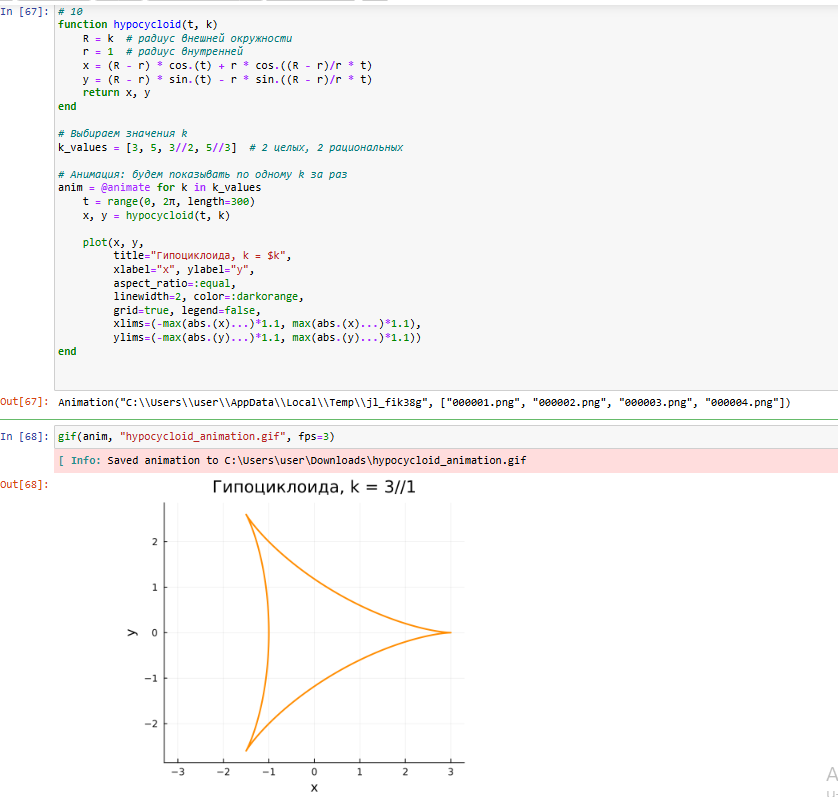 In [67]: # 10
function hypocycloid(t, k)
    R = k  # радиус внешней окружности
    r = 1  # радиус внутренней
    x = (R - r) * cos.(t) + r * cos.((R - r)/r * t)
    y = (R - r) * sin.(t) - r * sin.((R - r)/r * t)
    return x, y
end
# Выбираем значения k
k_values = [3, 5, 3//2, 5//3]  # 2 целых, 2 рациональных
# Анимация: будем показывать по одному k за раз
anim = @animate for k in k_values
    t = range(0, 2π, length=300)
    x, y = hypocycloid(t, k)
    plot(x, y,
         title="Гипоциклоида, k = $k",
         xlabel="x", ylabel="y",
         aspect_ratio=:equal,
         linewidth=2, color=:darkorange,
         grid=true, legend=false,
         xlims=(-max(abs.(x)...)*1.1, max(abs.(x)...)*1.1),
         ylims=(-max(abs.(y)...)*1.1, max(abs.(y)...)*1.1))
end
Out[67]: Animation("C:\\Users\\user\\AppData\\Local\\Temp\\jl_fik38g", ["000001.png", "000002.png", "000003.png", "000004.png"])
In [68]: gif(anim, "hypocycloid_animation.gif", fps=3)
[ Info: Saved animation to C:\Users\user\Downloads\hypocycloid_animation.gif
Out[68]:
Гипоциклоида, k = 3//1
2
1
0
−1
−2
y
−3 −2 −1 0 1 2 3
x